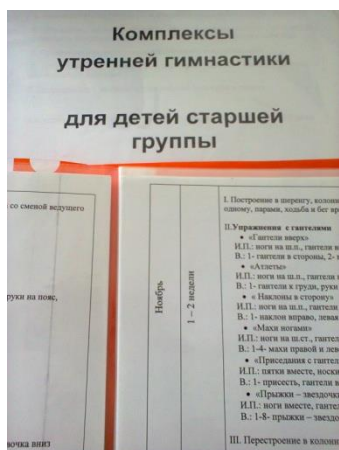 Комплексы
утренней гимнастики
для детей старшей
группы
со сменой ведущего
руки на пояс,
вочка вниз
Ноябрь
1 – 2 недели
I. Построение в шеренгу, колонн
одному, парами, ходьба и бег вр
II.Упражнения с гантелями
• «Гантели вверх»
И.П.: ноги на ш.п., гантели в
В.: 1- гантели в стороны, 2- в
• «Атлеты»
И.П.: ноги на ш.п., гантели
В.: 1- гантели к груди, руки
• « Наклоны в сторону»
И.П.: ноги на ш.п., гантели
В.: 1- наклон вправо, левая
• «Махи ногами»
И.П.: ноги на ш.ст., гантел
В.: 1-4- махи правой и лев
• «Приседания с гантел
И.П.: пятки вместе, носки
В.: 1- присесть, гантели в
• «Прыжки – звездочк
И.П.: ноги вместе, гантел
В.: 1-8- прыжки – звездо
III. Перестроение в колонн